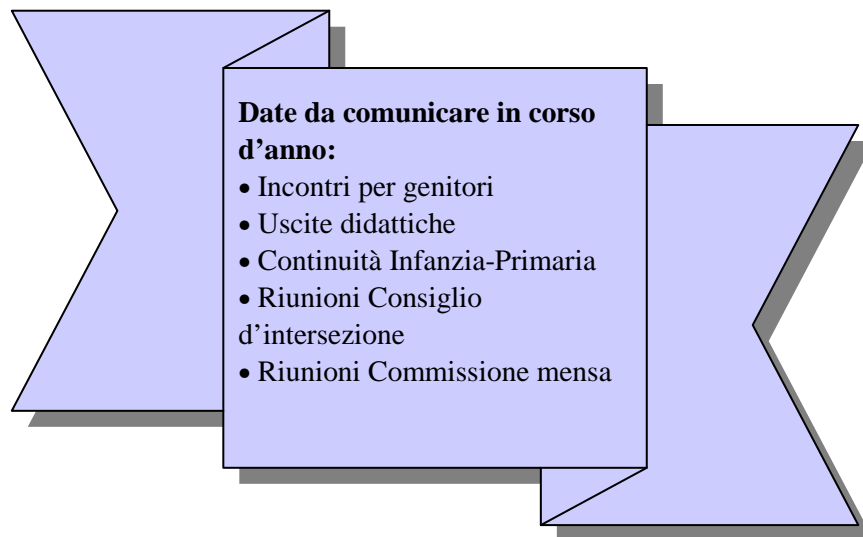 Date da comunicare in corso
d’anno:
• Incontri per genitori
• Uscite didattiche
• Continuità Infanzia-Primaria
• Riunioni Consiglio
d’intersezione
• Riunioni Commissione mensa